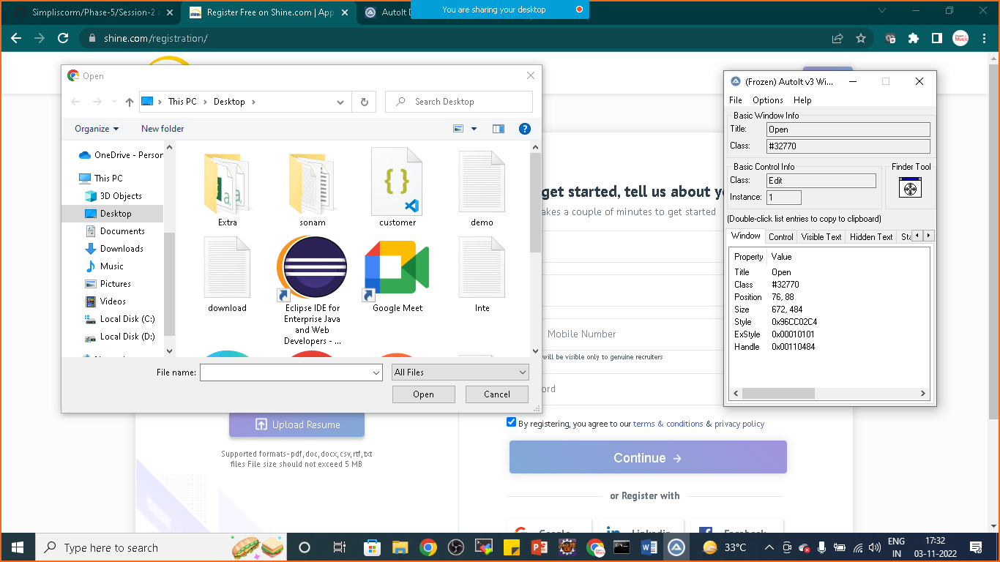 Simpliscorm/Phase-5/Session-2 a
Register Free on Shine.com | App
AutoIt D
You are sharing your desktop
shine.com/registration/
Open
This PC
Desktop
Search Desktop
Organize
New folder
OneDrive - Person
This PC
3D Objects
Desktop
Documents
Downloads
Music
Pictures
Videos
Local Disk (C:)
Local Disk (D:)
Extra
sonam
customer
demo
download
Eclipse IDE for
Enterprise Java
and Web
Developers - ...
Google Meet
Inte
File name:
All Files
Open
Cancel
(Frozen) AutoIt v3 Wi...
File Options Help
Basic Window Info
Title: Open
Class: #32770
Basic Control Info
Class: Edit
Instance: 1
Finder Tool
(Double-click list entries to copy to clipboard)
Window Control Visible Text Hidden Text Sta
Property Value
Title Open
Class #32770
Position 76, 88
Size 672, 484
Style 0x96CC02C4
ExStyle 0x00010101
Handle 0x00110484
get started, tell us about yo
akes a couple of minutes to get started
Mobile Number
will be visible only to genuine recruiters
ord
Upload Resume
Supported formats- pdf, doc, docx, csv, rtf, txt
files File size should not exceed 5 MB
By registering, you agree to our terms & conditions & privacy policy
Continue →
or Register with
Google
Linkedin
Facebook
Type here to search
33°C
ENG
IN
17:32
03-11-2022